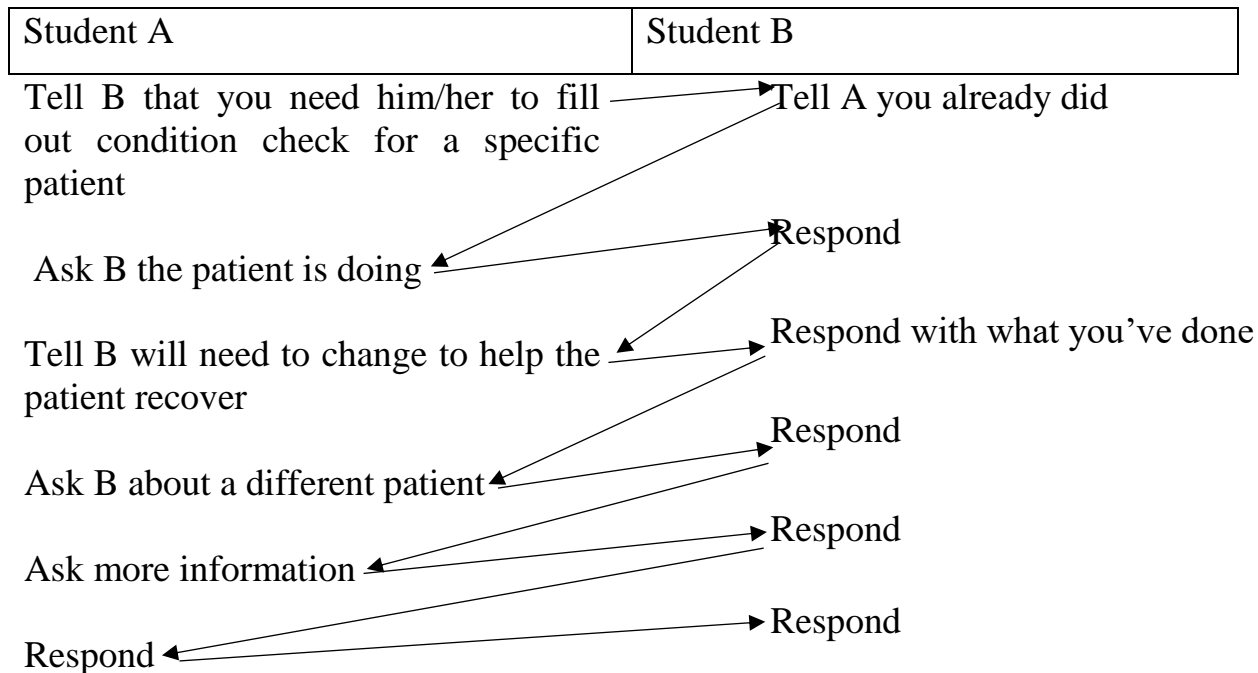 Student A Student B
Tell B that you need him/her to fill Tell A you already did
out condition check for a specific
patient
Respond
Ask B the patient is doing
Respond with what you’ve done
Tell B will need to change to help the
patient recover
Respond
Ask B about a different patient
Respond
Ask more information
Respond
Respond